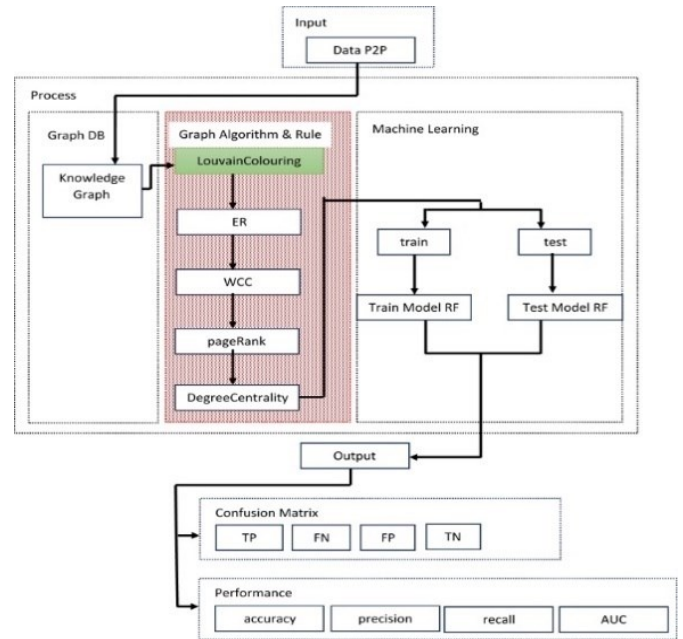 Input
Data P2P
Process
Graph DB
Knowledge
Graph
Graph Algorithm & Rule
LouvainColouring
ER
WCC
pageRank
DegreeCentrality
Machine Learning
train
test
Train Model RF
Test Model RF
Output
Confusion Matrix
TP
FN
FP
TN
Performance
accuracy
precision
recall
AUC